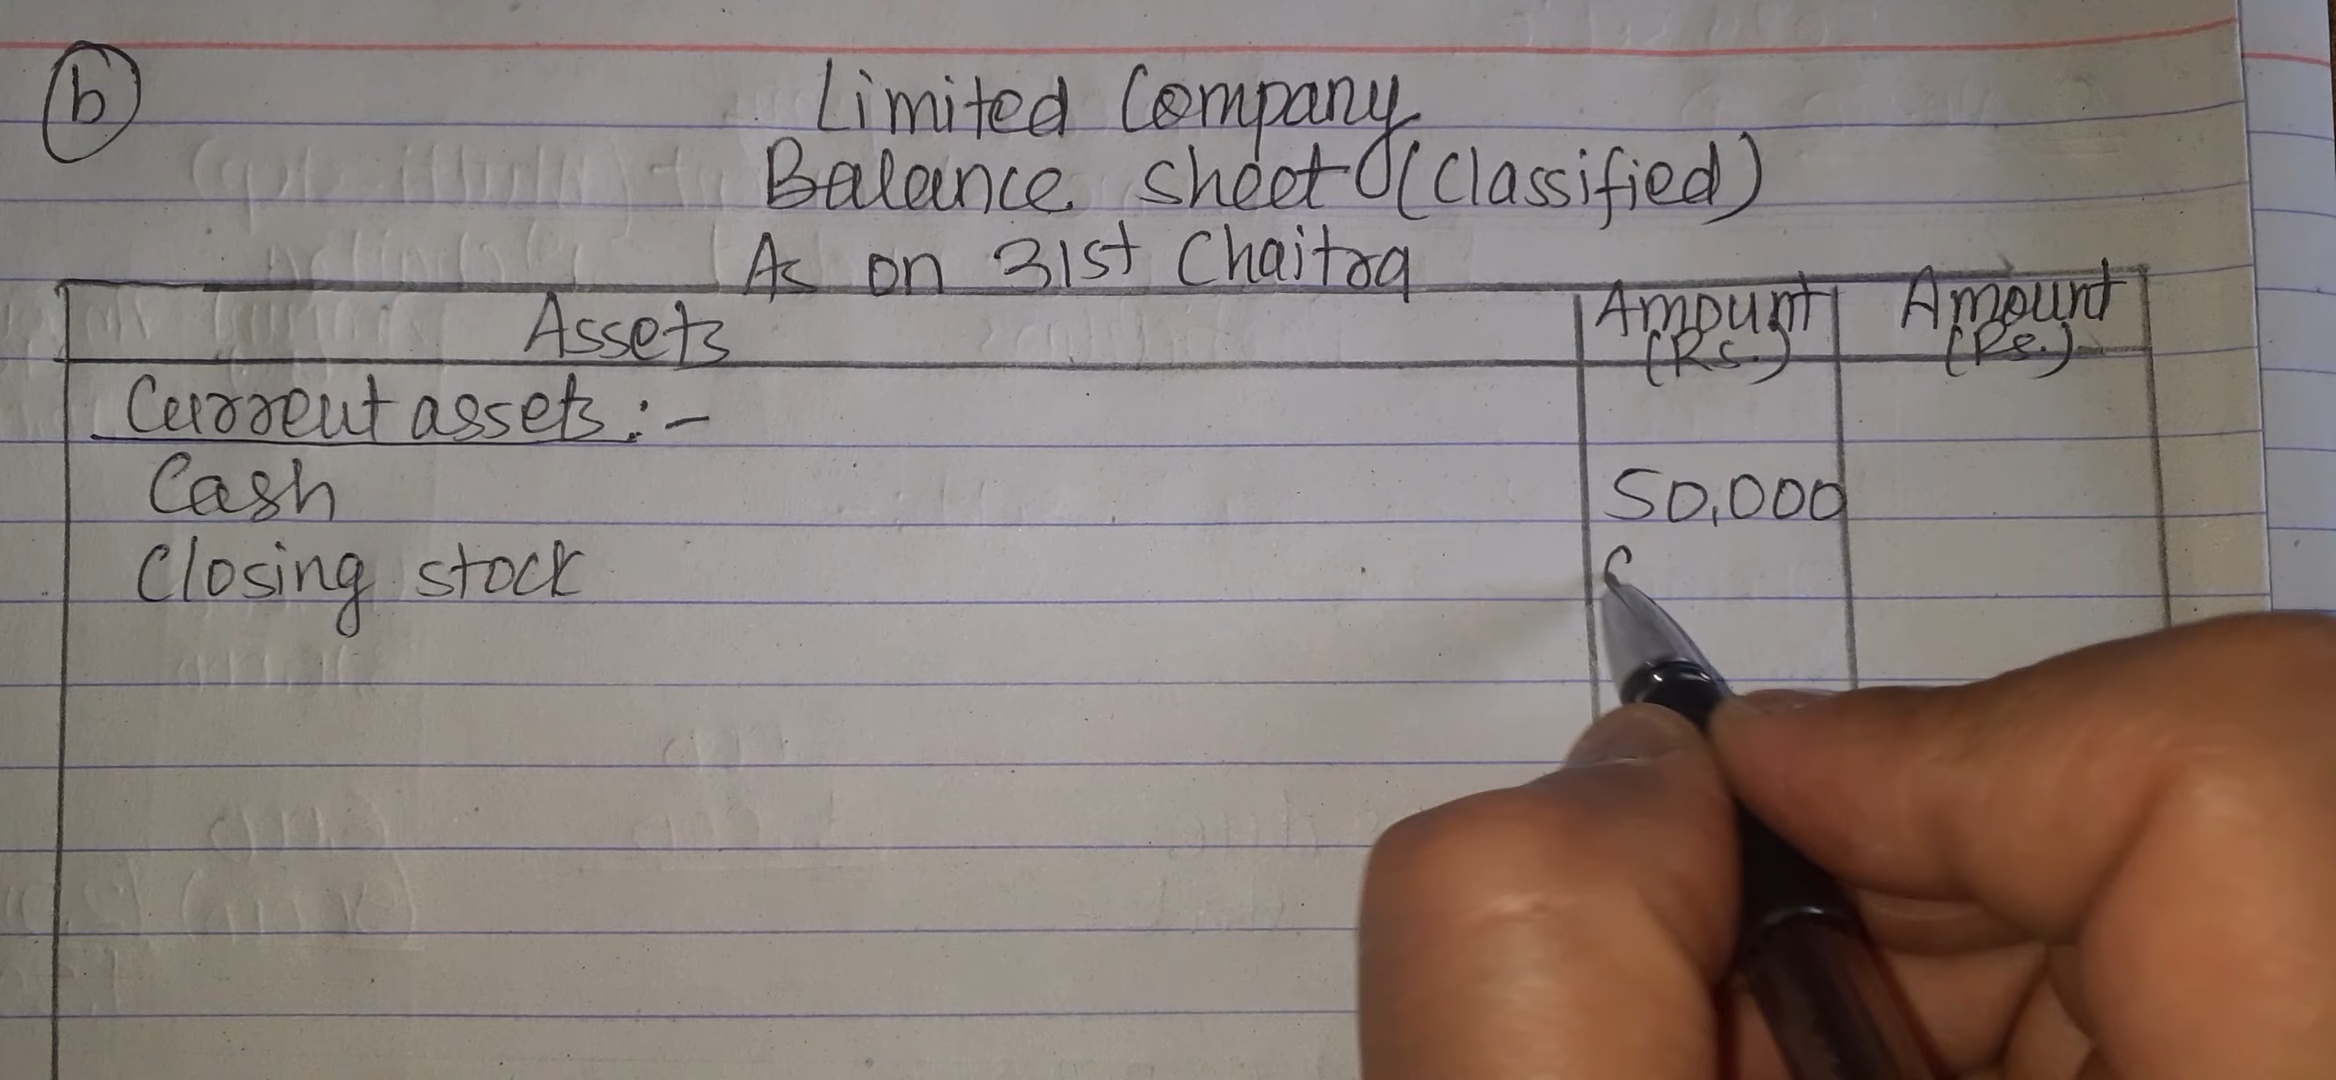 b
Limited Company
Balance sheet (Classified)
As on 31st Chaitra
Assets Amount (Rs.) Amount (Rs.)
Current assets :-
Cash 50,000
Closing stock